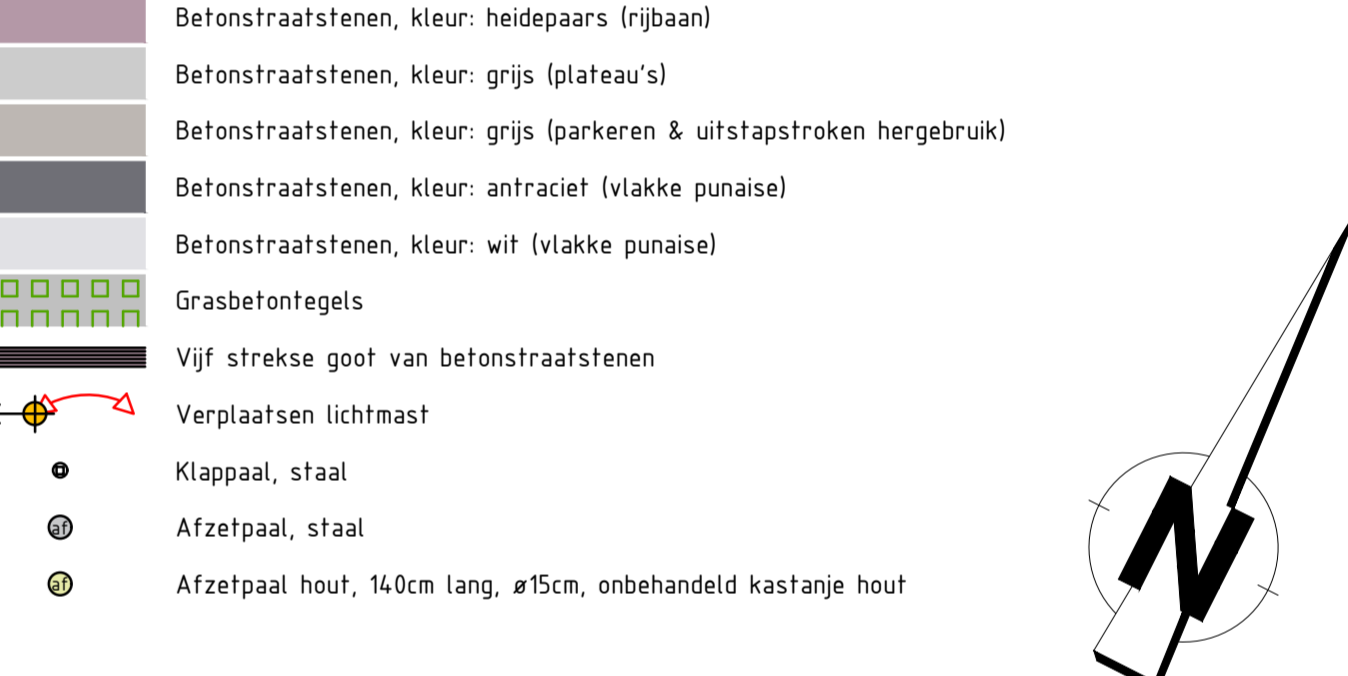 Betonstraatstenen, kleur: heidepaars (rijbaan)
Betonstraatstenen, kleur: grijs (plateau's)
Betonstraatstenen, kleur: grijs (parkeren & uitstapstroken hergebruik)
Betonstraatstenen, kleur: antraciet (vlakke punaise)
Betonstraatstenen, kleur: wit (vlakke punaise)
Grasbetontegels
Vijf strekse goot van betonstraatstenen
Verplaatsen lichtmast
Klappaal, staal
af Afzetpaal, staal
af Afzetpaal hout, 140cm lang, ø15cm, onbehandeld kastanje hout
N